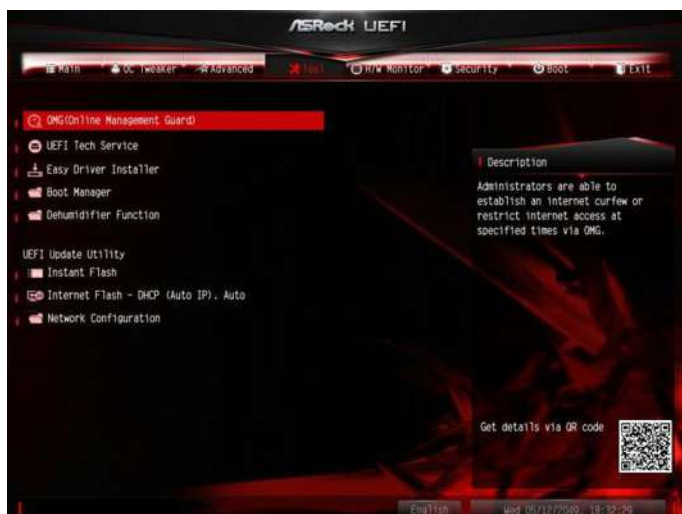 ASRock UEFI
Main OC Tweaker Advanced Tool H/W Monitor Security Boot Exit
OMG(Online Management Guard)
UEFI Tech Service
Easy Driver Installer
Boot Manager
Dehumidifier Function
UEFI Update Utility
Instant Flash
Internet Flash - DHCP (Auto IP), Auto
Network Configuration
Description
Administrators are able to
establish an internet curfew or
restrict internet access at
specified times via OMG.
Get details via QR code
English